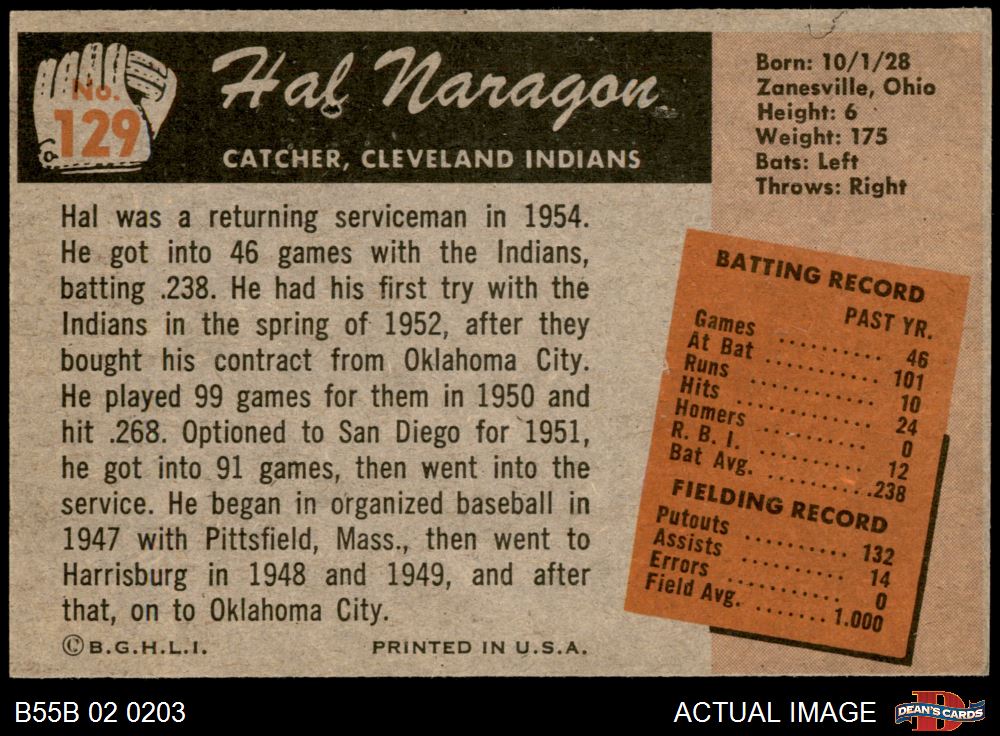 No.
129
Hal Naragon
CATCHER, CLEVELAND INDIANS
Born: 10/1/28
Zanesville, Ohio
Height: 6
Weight: 175
Bats: Left
Throws: Right
Hal was a returning serviceman in 1954.
He got into 46 games with the Indians,
batting .238. He had his first try with the
Indians in the spring of 1952, after they
bought his contract from Oklahoma City.
He played 99 games for them in 1950 and
hit .268. Optioned to San Diego for 1951,
he got into 91 games, then went into the
service. He began in organized baseball in
1947 with Pittsfield, Mass., then went to
Harrisburg in 1948 and 1949, and after
that, on to Oklahoma City.
©B.G.H.L.I. PRINTED IN U.S.A.
BATTING RECORD
PAST YR.
Games .......... 46
At Bat ........... 101
Runs ............ 10
Hits ............. 24
Homers .......... 0
R. B. I. .......... 12
Bat Avg. .......... .238
FIELDING RECORD
Putouts .......... 132
Assists .......... 14
Errors ........... 0
Field Avg. ....... 1.000
B55B 02 0203 ACTUAL IMAGE
D
DEAN'S CARDS